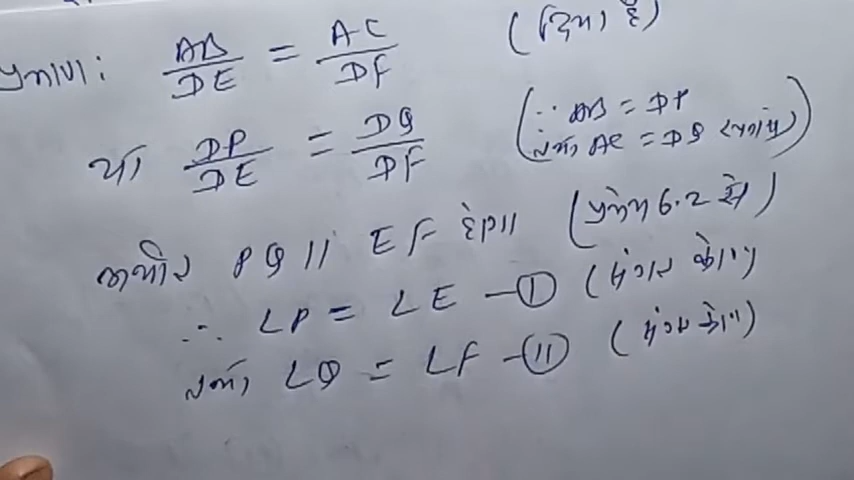 प्रमाण: AB/DE = AC/DF (दिया है)
या DP/DE = DQ/DF (∵ AB = DP
तथा AC = DQ रचना से)
अर्थात PQ || EF होगा (प्रमेय 6.2 से)
∴ ∠P = ∠E —(I) (संगत कोण)
तथा ∠Q = ∠F —(II) (संगत कोण)